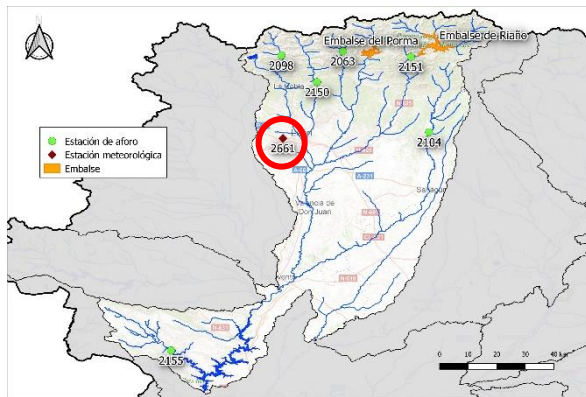 N
Embalse del Porma
Embalse de Riaño
2098
2063
2151
2150
2661
2104
Estación de aforo
Estación meteorológica
Embalse
Valencia de
Don Juan
2155
0 10 20 30 40 km